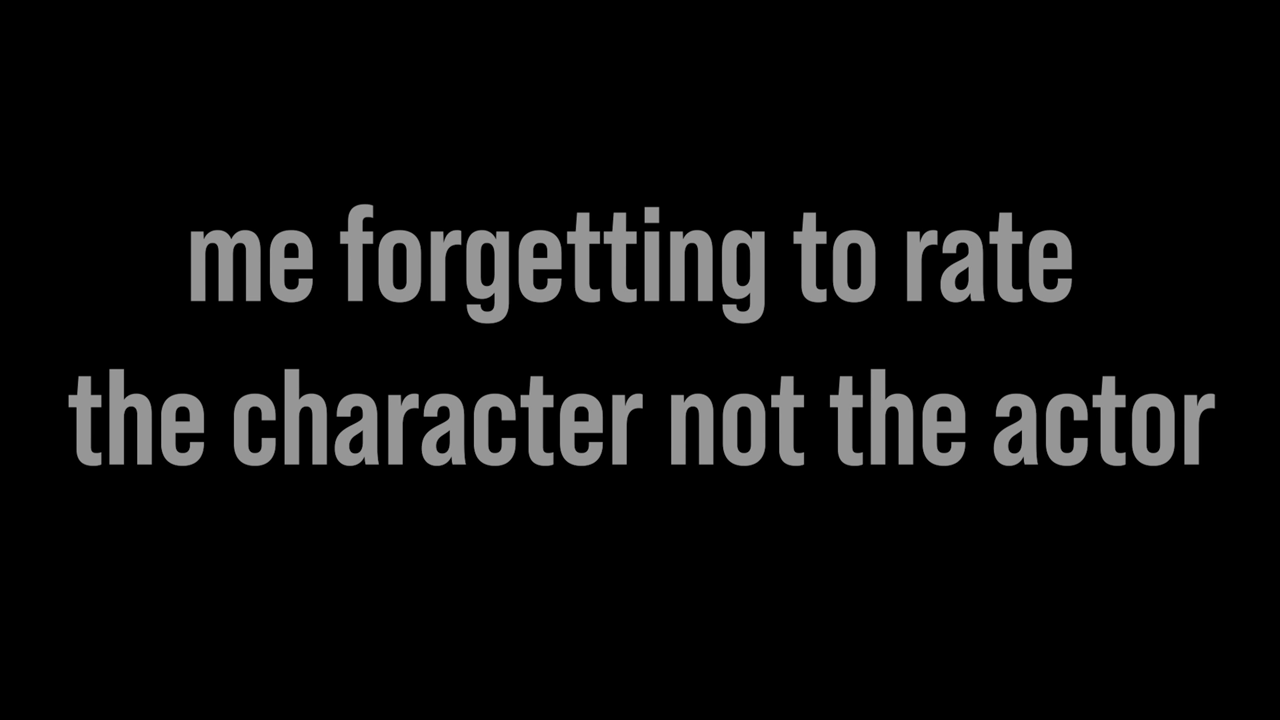 me forgetting to rate
the character not the actor